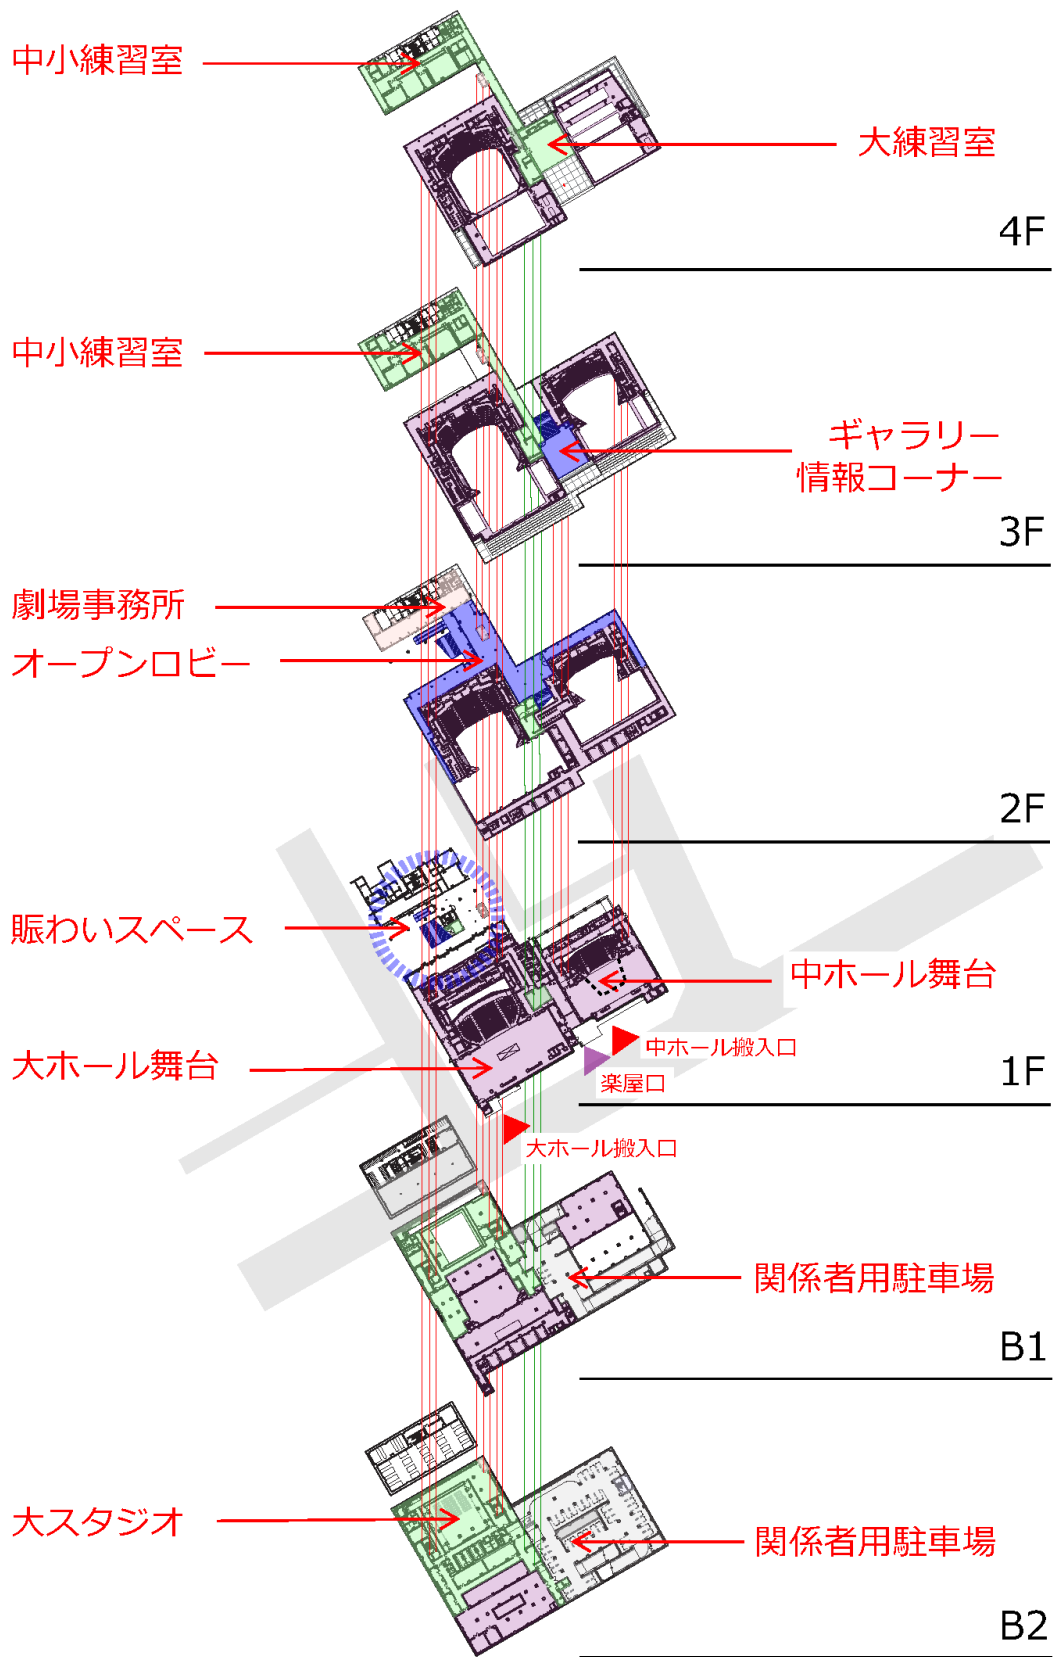 中小練習室
大練習室
4F
中小練習室
ギャラリー
情報コーナー
3F
劇場事務所
オープンロビー
2F
賑わいスペース
中ホール舞台
中ホール搬入口
大ホール舞台
楽屋口
1F
大ホール搬入口
関係者用駐車場
B1
大スタジオ
関係者用駐車場
B2